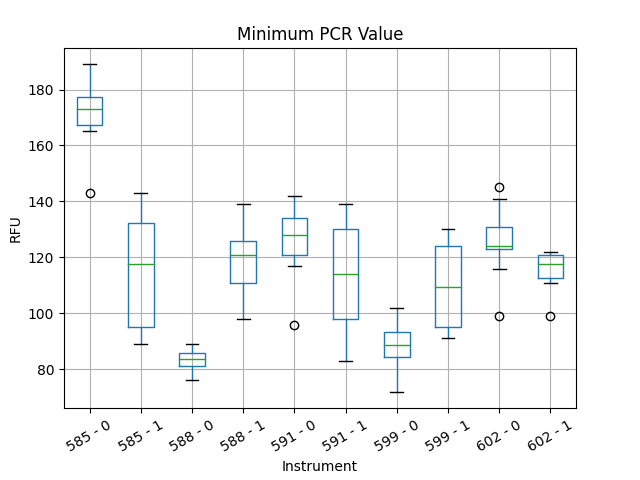 Minimum PCR Value
RFU
180
160
140
120
100
80
585 - 0
585 - 1
588 - 0
588 - 1
591 - 0
591 - 1
599 - 0
599 - 1
602 - 0
602 - 1
Instrument